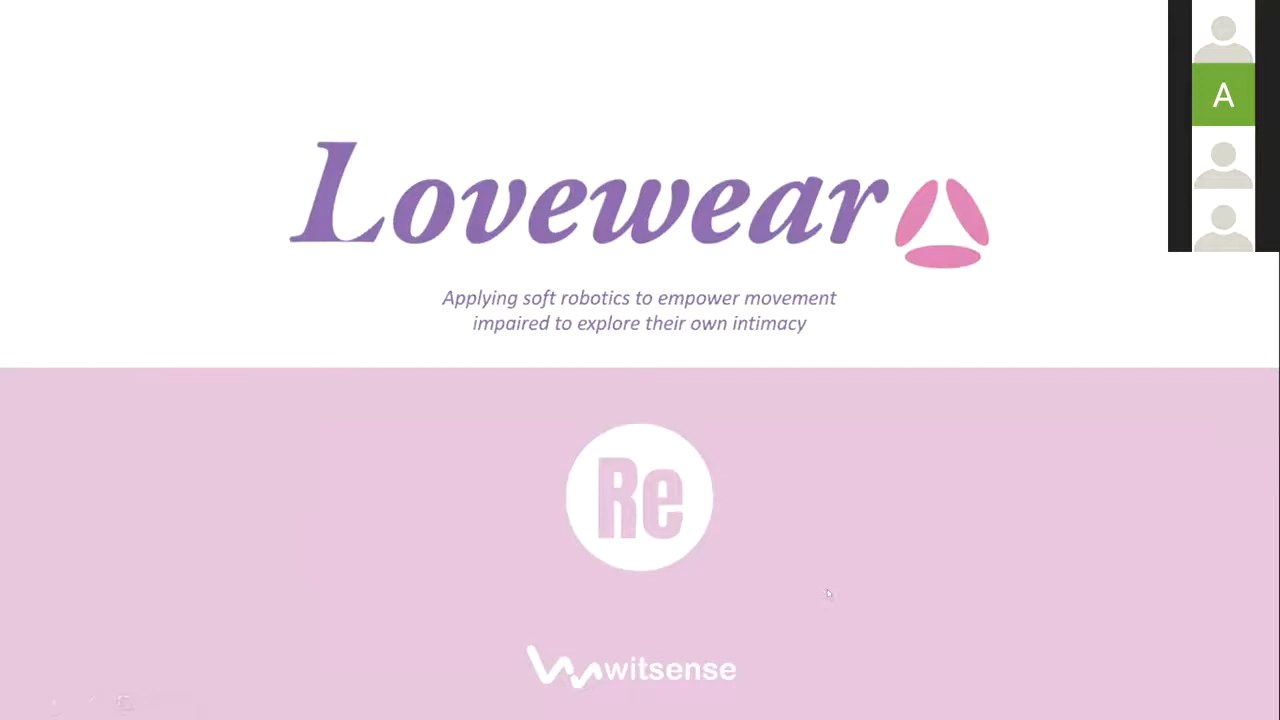 Lovewear
Applying soft robotics to empower movement
impaired to explore their own intimacy
Re
witsense
A